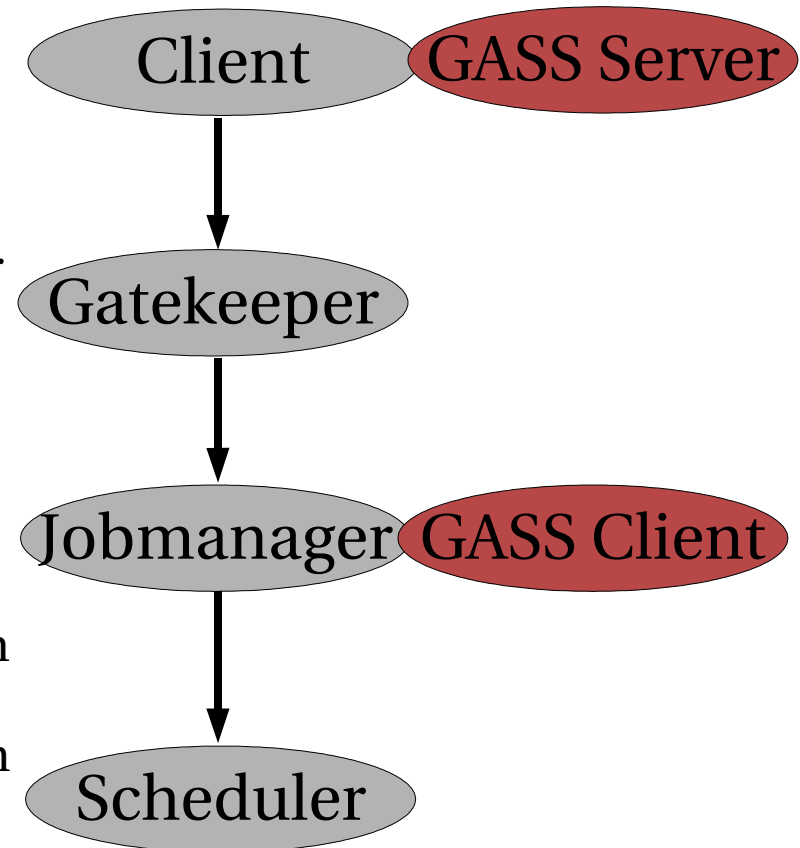 Client GASS Server
.
Gatekeeper
Jobmanager GASS Client
n
n
Scheduler